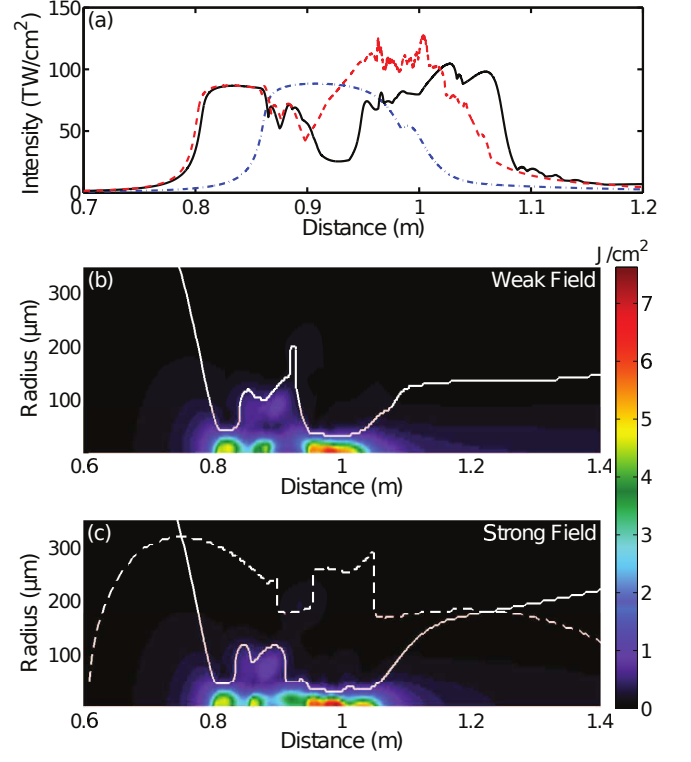 (a)
150
100
50
0
Intensity (TW/cm²)
0.7 0.8 0.9 1 1.1 1.2
Distance (m)
J/cm²
(b) Weak Field
300
200
100
Radius (µm)
0.6 0.8 1 1.2 1.4
Distance (m)
(c) Strong Field
300
200
100
Radius (µm)
0.6 0.8 1 1.2 1.4
Distance (m)
7
6
5
4
3
2
1
0